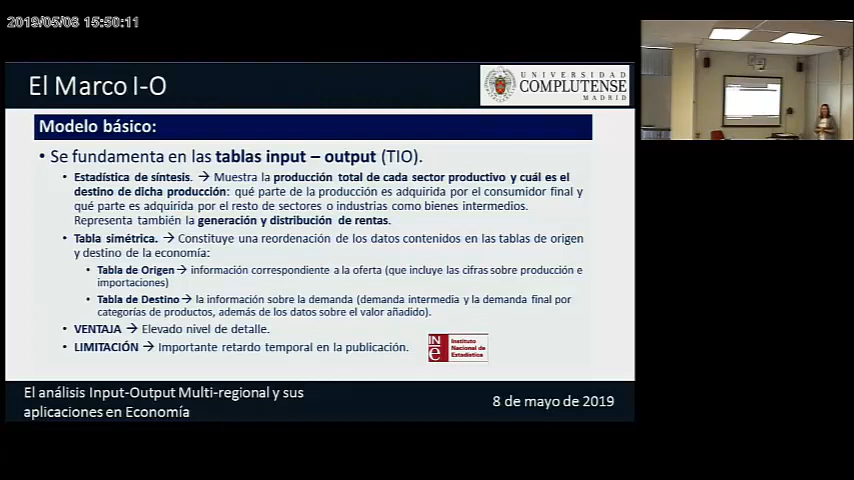 2019/05/08 15:50:11
El Marco I-O
UNIVERSIDAD
COMPLUTENSE
MADRID
Modelo básico:
• Se fundamenta en las tablas input – output (TIO).
• Estadística de síntesis. → Muestra la producción total de cada sector productivo y cuál es el
destino de dicha producción: qué parte de la producción es adquirida por el consumidor final y
qué parte es adquirida por el resto de sectores o industrias como bienes intermedios.
Representa también la generación y distribución de rentas.
• Tabla simétrica. → Constituye una reordenación de los datos contenidos en las tablas de origen
y destino de la economía:
• Tabla de Origen → información correspondiente a la oferta (que incluye las cifras sobre producción e
importaciones)
• Tabla de Destino → la información sobre la demanda (demanda intermedia y la demanda final por
categorías de productos, además de los datos sobre el valor añadido).
• VENTAJA → Elevado nivel de detalle.
• LIMITACIÓN → Importante retardo temporal en la publicación.
INe
Instituto
Nacional de
Estadística
El análisis Input-Output Multi-regional y sus
aplicaciones en Economía
8 de mayo de 2019